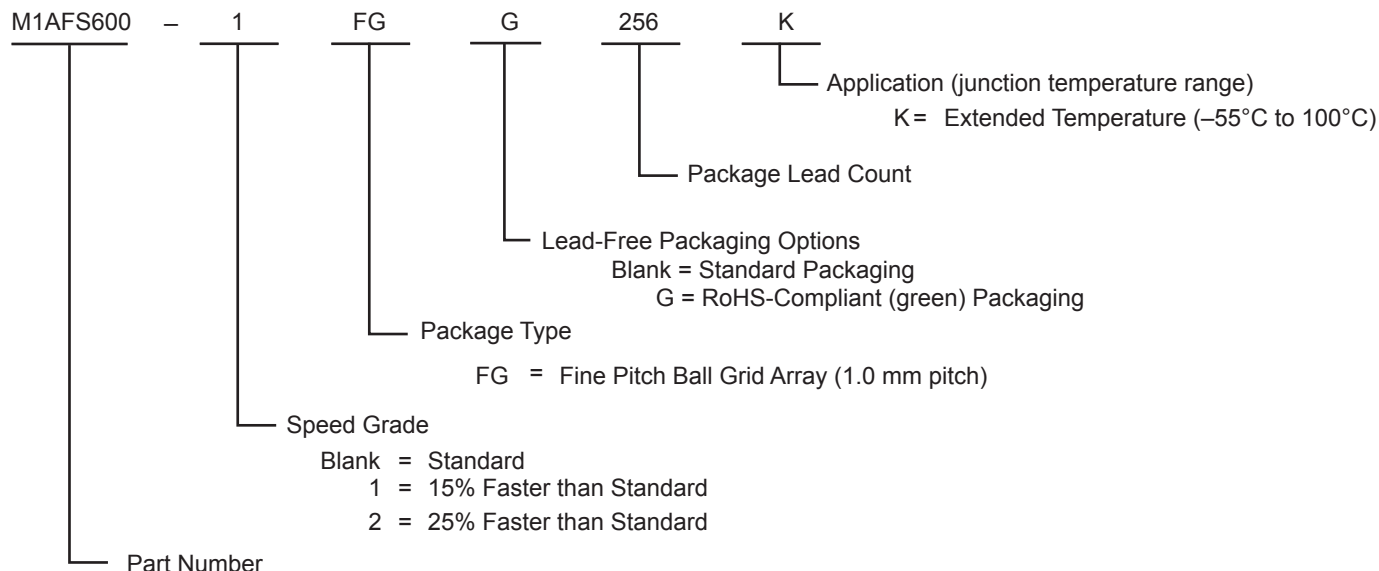 M1AFS600 – 1 FG G 256 K
Application (junction temperature range)
K = Extended Temperature (–55°C to 100°C)
Package Lead Count
Lead-Free Packaging Options
Blank = Standard Packaging
G = RoHS-Compliant (green) Packaging
Package Type
FG = Fine Pitch Ball Grid Array (1.0 mm pitch)
Speed Grade
Blank = Standard
1 = 15% Faster than Standard
2 = 25% Faster than Standard
Part Number